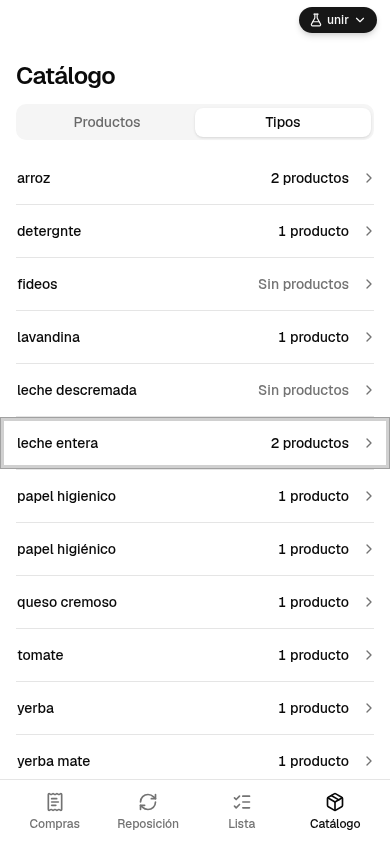 unir
Catálogo
Productos Tipos
arroz 2 productos
detergnte 1 producto
fideos Sin productos
lavandina 1 producto
leche descremada Sin productos
leche entera 2 productos
papel higienico 1 producto
papel higiénico 1 producto
queso cremoso 1 producto
tomate 1 producto
yerba 1 producto
yerba mate 1 producto
Compras Reposición Lista Catálogo